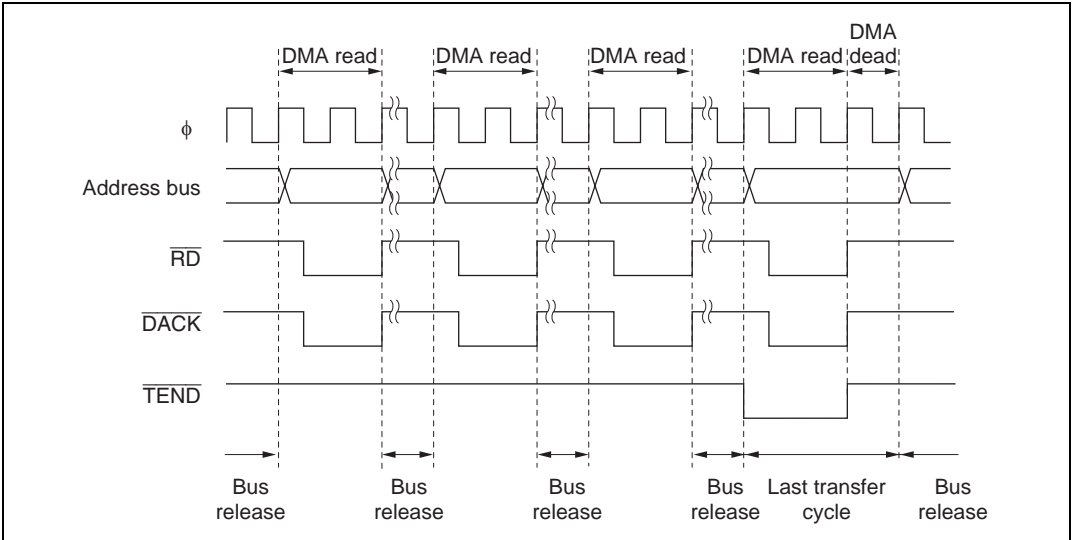 DMA read
DMA read
DMA read
DMA read
DMA
dead
ϕ
Address bus
RD
DACK
TEND
Bus
release
Bus
release
Bus
release
Bus
release
Last transfer
cycle
Bus
release